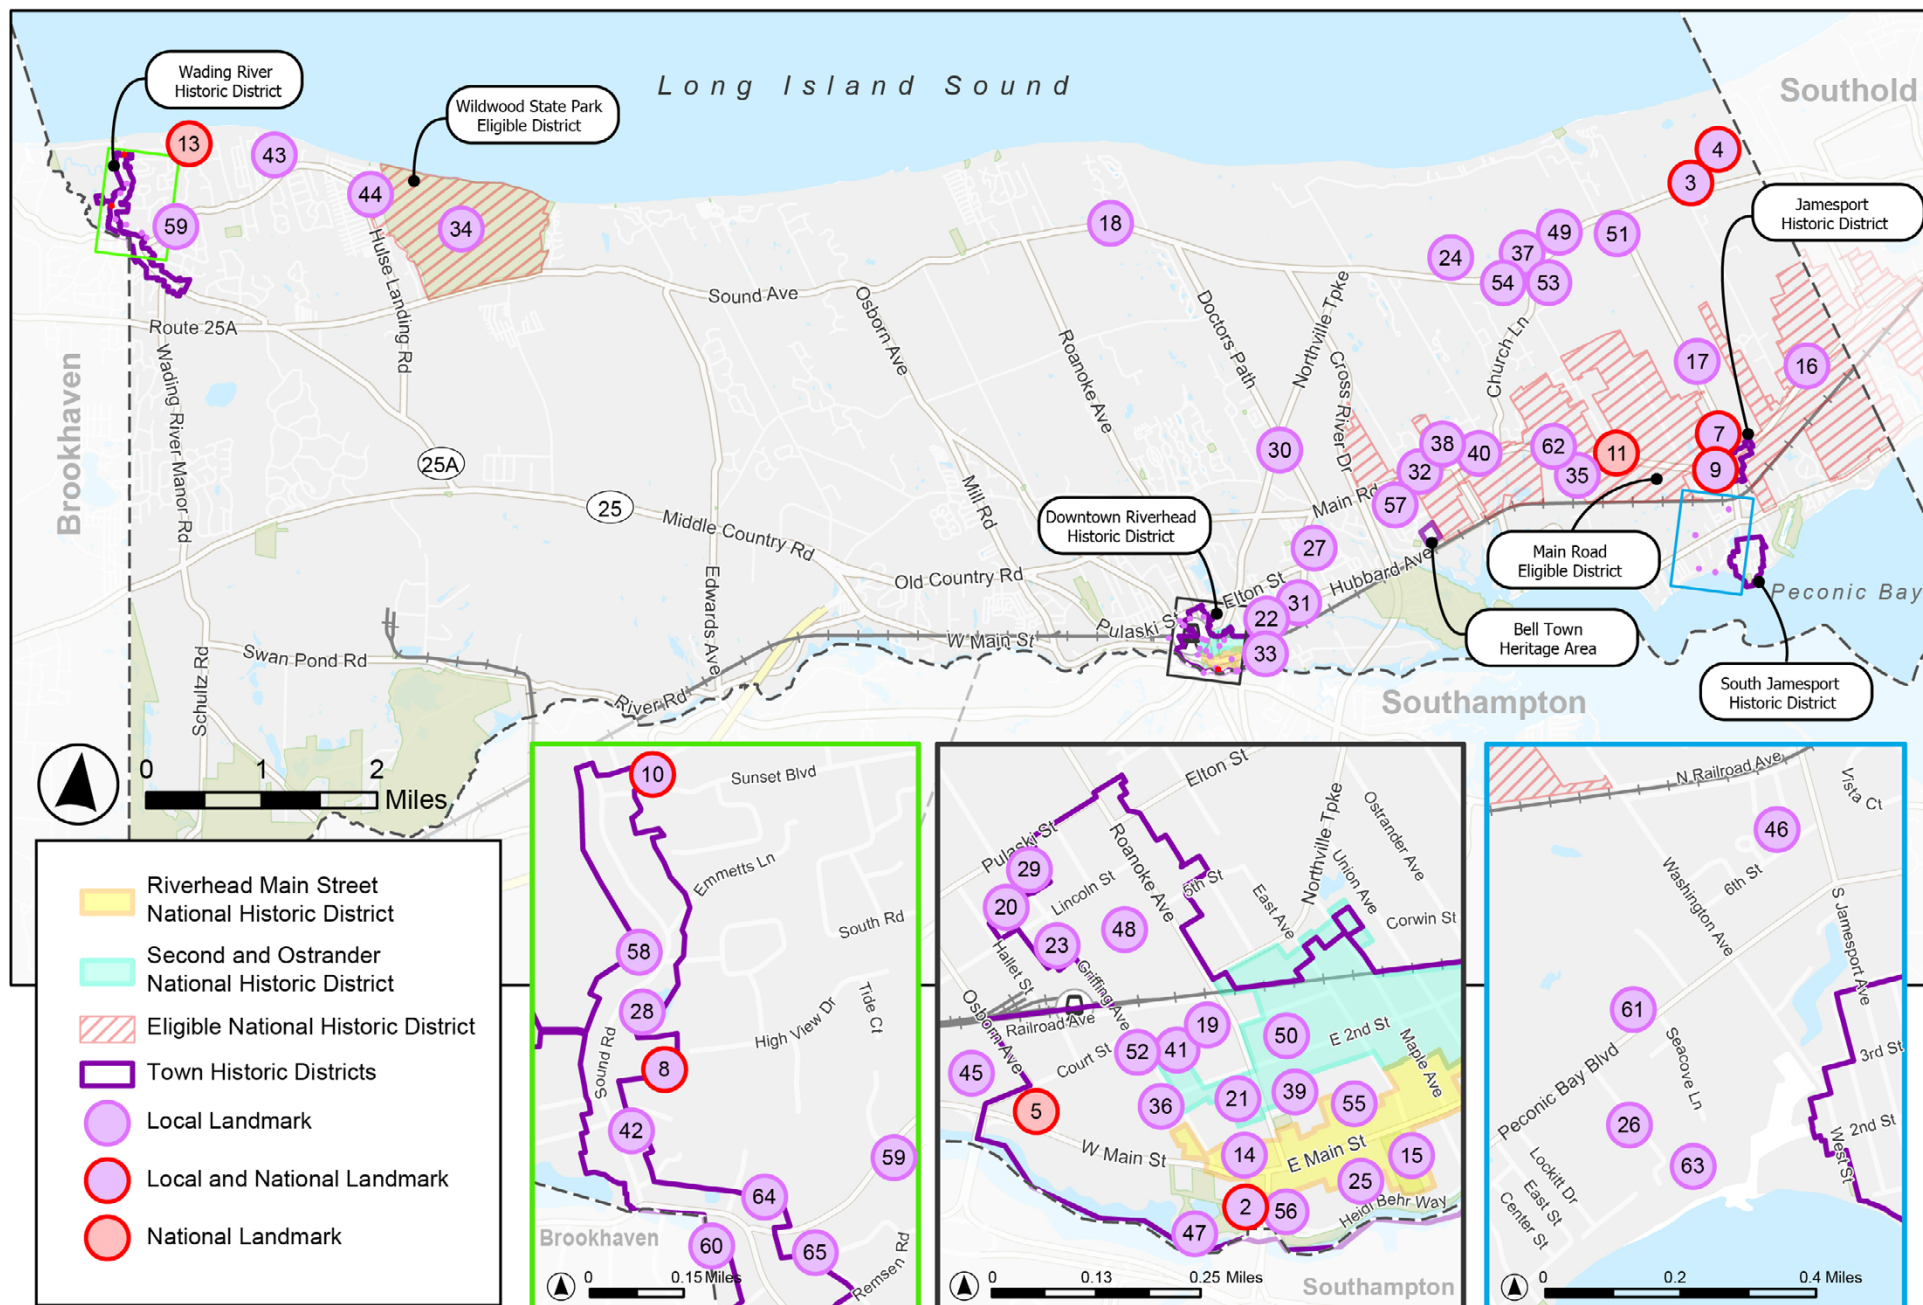 Long Island Sound
Southold
Wading River
Historic District
Wildwood State Park
Eligible District
Jamesport
Historic District
13
43
44
34
59
18
4
3
24
37
49
51
54
53
17
16
Hulse Landing Rd
Sound Ave
Route 25A
Osborn Ave
Doctors Path
Northville Tpke
Church Ln
Brookhaven
Wading River Manor Rd
Roanoke Ave
Cross River Dr
25A
25
30
38
40
62
35
11
7
9
32
57
Main Rd
Mill Rd
Middle Country Rd
Downtown Riverhead
Historic District
27
Main Road
Eligible District
Old Country Rd
Edwards Ave
Elton St
Hubbard Ave
31
22
33
Peconic Bay
Pulaski St
W Main St
Bell Town
Heritage Area
Swan Pond Rd
Schultz Rd
River Rd
Southampton
South Jamesport
Historic District
0
1
2
Miles
Riverhead Main Street
National Historic District
Second and Ostrander
National Historic District
Eligible National Historic District
Town Historic Districts
Local Landmark
Local and National Landmark
National Landmark
10
Sunset Blvd
Emmetts Ln
South Rd
58
28
Tide Ct
High View Dr
Sound Rd
8
42
59
64
Brookhaven
60
65
Remsen Rd
0
0.15 Miles
Elton St
Pulaski St
Roanoke Ave
Northville Tpke
Ostrander Ave
Union Ave
29
Lincoln St
5th St
East Ave
20
23
48
Corwin St
Hallet St
Griffing Ave
Osborn Ave
Railroad Ave
19
50
E 2nd St
Maple Ave
Court St
52
41
45
5
36
21
39
55
W Main St
14
E Main St
15
25
2
56
Heidi Behr Way
47
Southampton
0
0.13
0.25 Miles
N Railroad Ave
Vista Ct
46
Washington Ave
6th St
S Jamesport Ave
61
Seacove Ln
3rd St
Peconic Bay Blvd
26
2nd St
West St
63
Lockitt Dr
East St
Center St
0
0.2
0.4 Miles